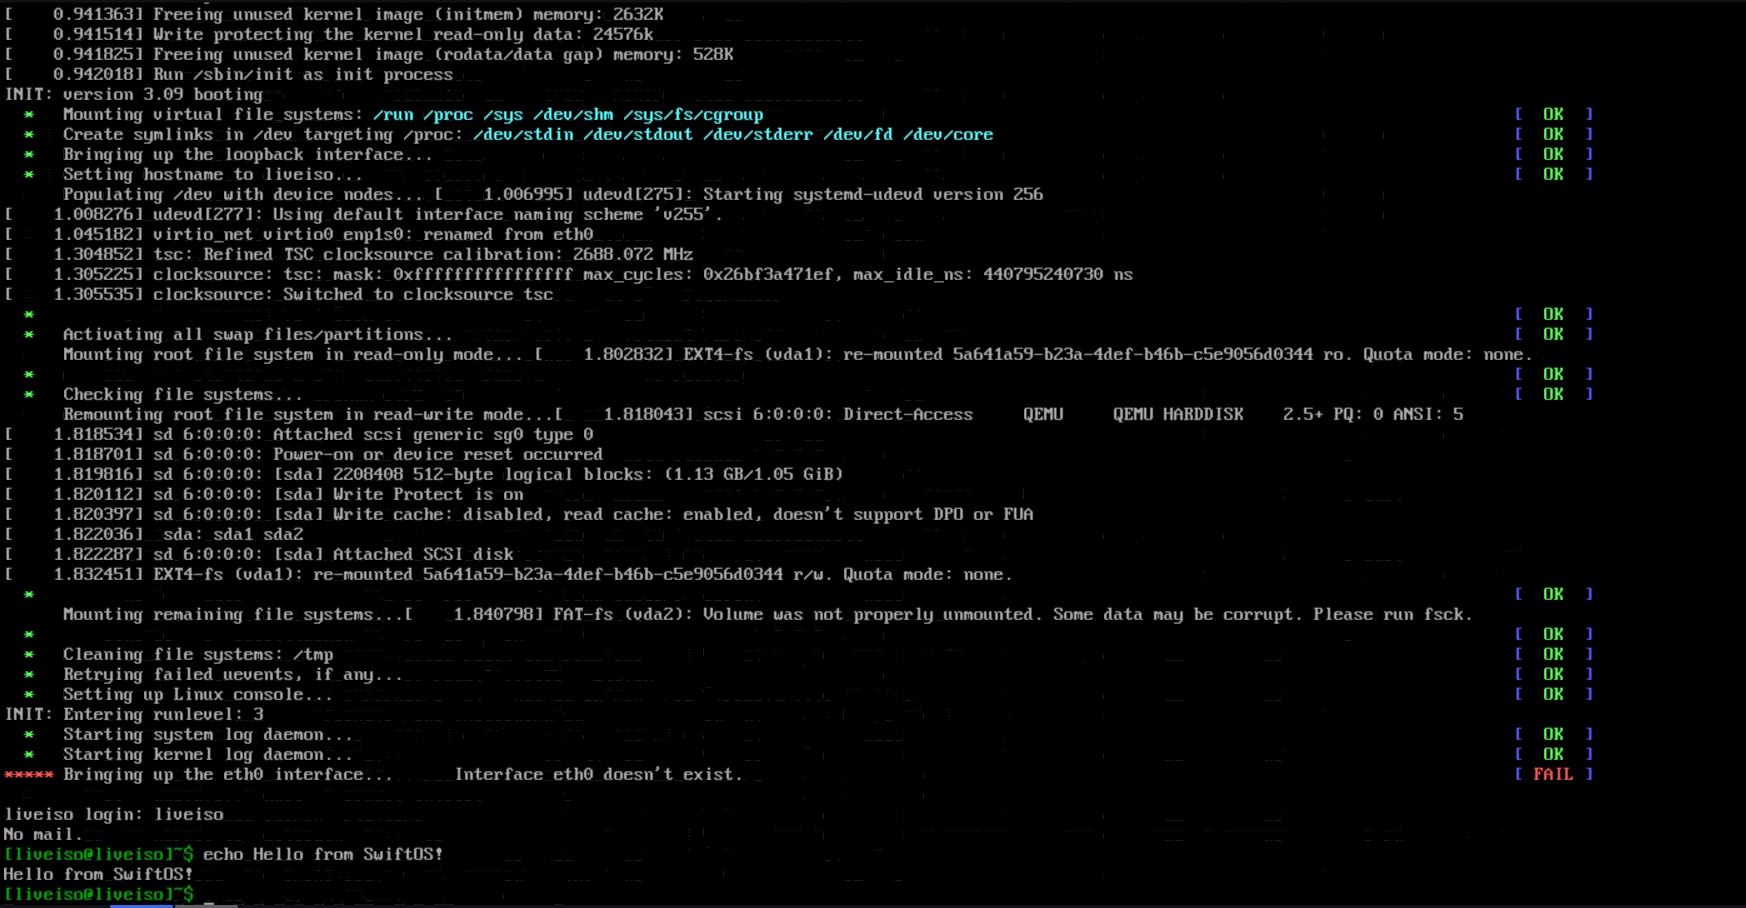 [    0.941363] Freeing unused kernel image (initmem) memory: 2632K
[    0.941514] Write protecting the kernel read-only data: 24576k
[    0.941825] Freeing unused kernel image (rodata/data gap) memory: 528K
[    0.942018] Run /sbin/init as init process
INIT: version 3.09 booting
  *   Mounting virtual file systems: /run /proc /sys /dev/shm /sys/fs/cgroup [  OK  ]
  *   Create symlinks in /dev targeting /proc: /dev/stdin /dev/stdout /dev/stderr /dev/fd /dev/core [  OK  ]
  *   Bringing up the loopback interface... [  OK  ]
  *   Setting hostname to liveiso... [  OK  ]
      Populating /dev with device nodes... [    1.006995] udevd[275]: Starting systemd-udevd version 256
[    1.008276] udevd[277]: Using default interface naming scheme 'v255'.
[    1.045182] virtio_net virtio0 enp1s0: renamed from eth0
[    1.304852] tsc: Refined TSC clocksource calibration: 2688.072 MHz
[    1.305225] clocksource: tsc: mask: 0xffffffffffffffff max_cycles: 0x26bf3a471ef, max_idle_ns: 440795240730 ns
[    1.305535] clocksource: Switched to clocksource tsc
  * [  OK  ]
  *   Activating all swap files/partitions... [  OK  ]
      Mounting root file system in read-only mode... [    1.802832] EXT4-fs (vda1): re-mounted 5a641a59-b23a-4def-b46b-c5e9056d0344 ro. Quota mode: none.
  * [  OK  ]
  *   Checking file systems... [  OK  ]
      Remounting root file system in read-write mode...[    1.818043] scsi 6:0:0:0: Direct-Access     QEMU     QEMU HARDDISK    2.5+ PQ: 0 ANSI: 5
[    1.818534] sd 6:0:0:0: Attached scsi generic sg0 type 0
[    1.818701] sd 6:0:0:0: Power-on or device reset occurred
[    1.819816] sd 6:0:0:0: [sda] 2208408 512-byte logical blocks: (1.13 GB/1.05 GiB)
[    1.820112] sd 6:0:0:0: [sda] Write Protect is on
[    1.820397] sd 6:0:0:0: [sda] Write cache: disabled, read cache: enabled, doesn't support DPO or FUA
[    1.822036]  sda: sda1 sda2
[    1.822287] sd 6:0:0:0: [sda] Attached SCSI disk
[    1.832451] EXT4-fs (vda1): re-mounted 5a641a59-b23a-4def-b46b-c5e9056d0344 r/w. Quota mode: none.
  * [  OK  ]
      Mounting remaining file systems...[    1.840798] FAT-fs (vda2): Volume was not properly unmounted. Some data may be corrupt. Please run fsck.
  * [  OK  ]
  *   Cleaning file systems: /tmp [  OK  ]
  *   Retrying failed uevents, if any... [  OK  ]
  *   Setting up Linux console... [  OK  ]
INIT: Entering runlevel: 3
  *   Starting system log daemon... [  OK  ]
  *   Starting kernel log daemon... [  OK  ]
***** Bringing up the eth0 interface...      Interface eth0 doesn't exist. [ FAIL ]
liveiso login: liveiso
No mail.
[liveiso@liveiso]~$ echo Hello from SwiftOS!
Hello from SwiftOS!
[liveiso@liveiso]~$ _